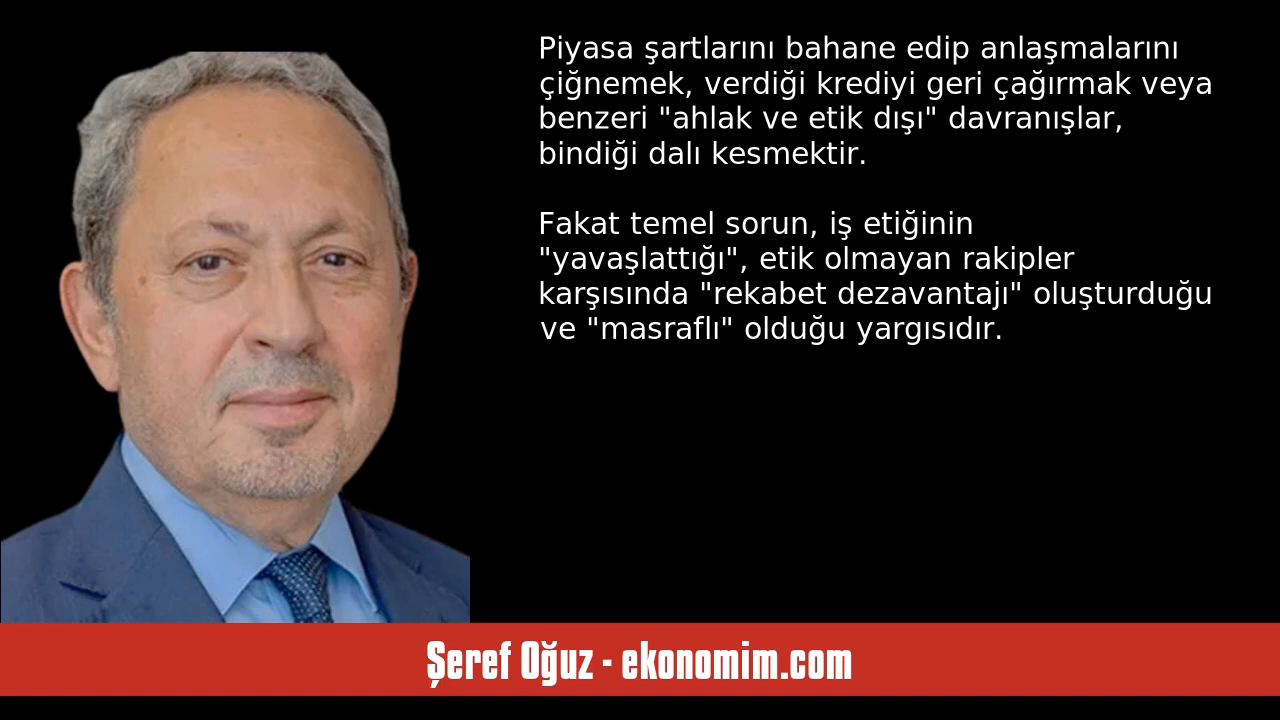 Piyasa şartlarını bahane edip anlaşmalarını
çiğnemek, verdiği krediyi geri çağırmak veya
benzeri "ahlak ve etik dışı" davranışlar,
bindiği dalı kesmektir.
Fakat temel sorun, iş etiğinin
"yavaşlattığı", etik olmayan rakipler
karşısında "rekabet dezavantajı" oluşturduğu
ve "masraflı" olduğu yargısıdır.
Şeref Oğuz - ekonomim.com